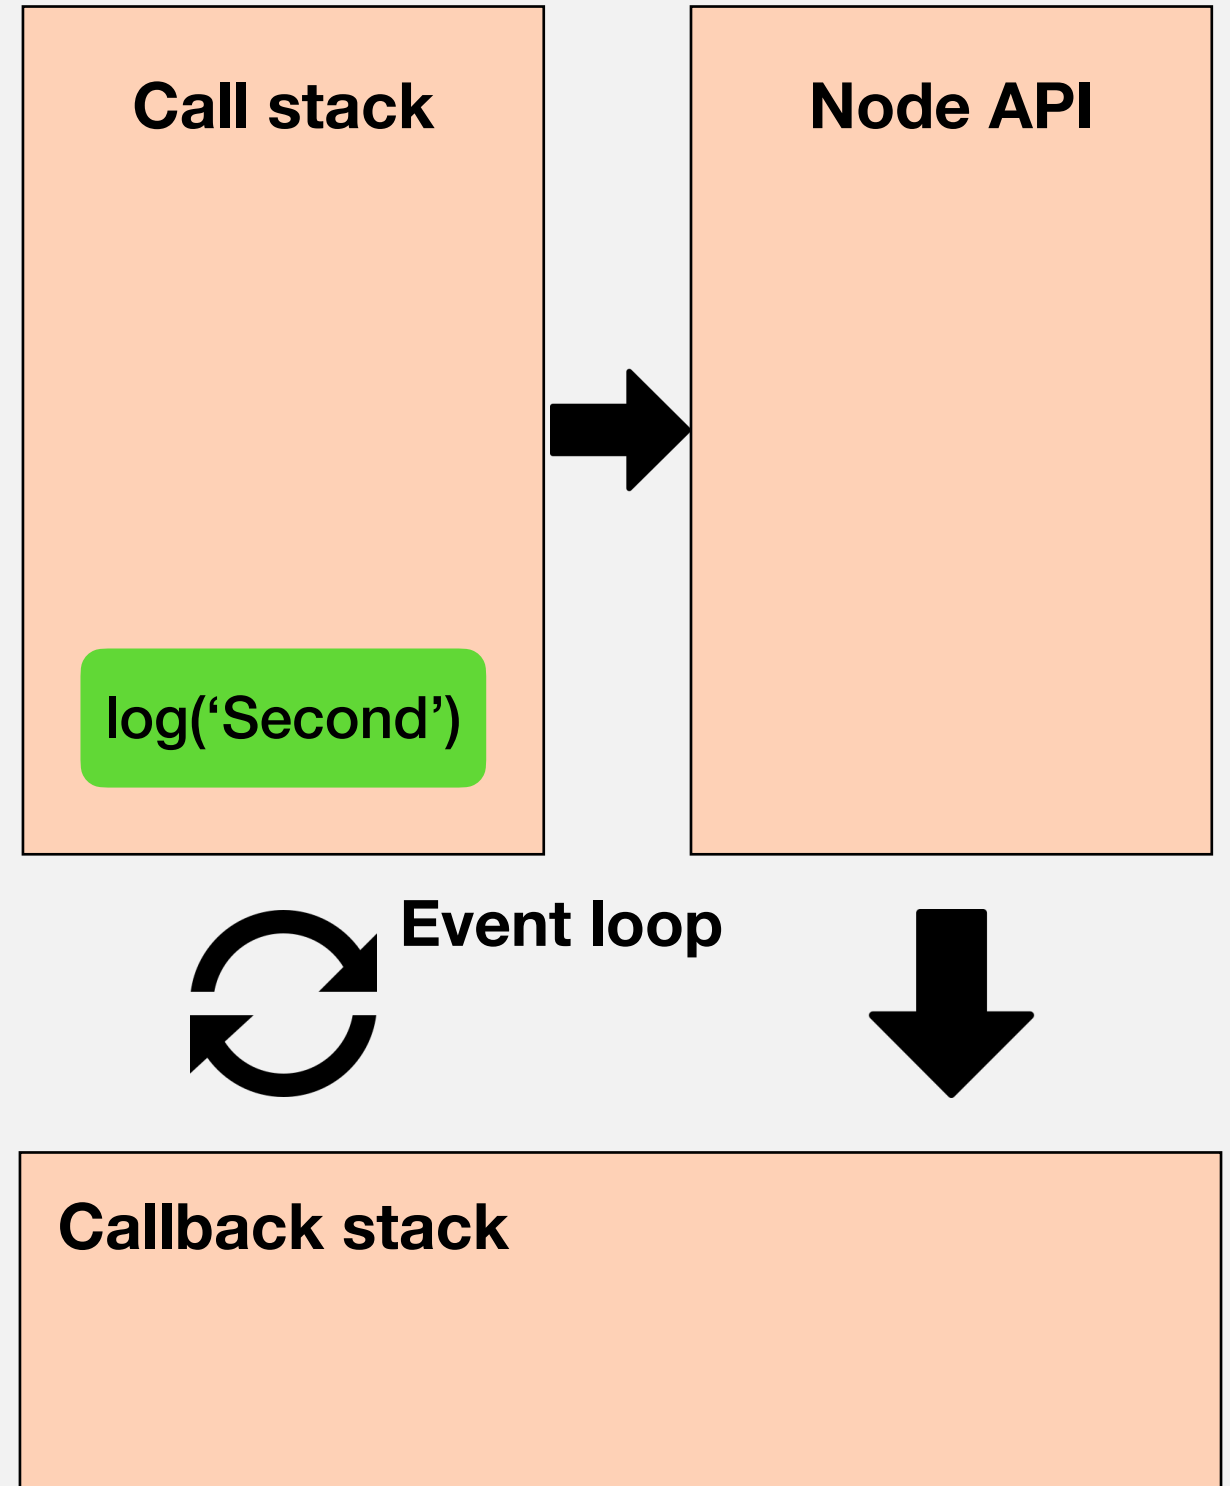 Call stack
Node API
log(‘Second’)
Event loop
Callback stack